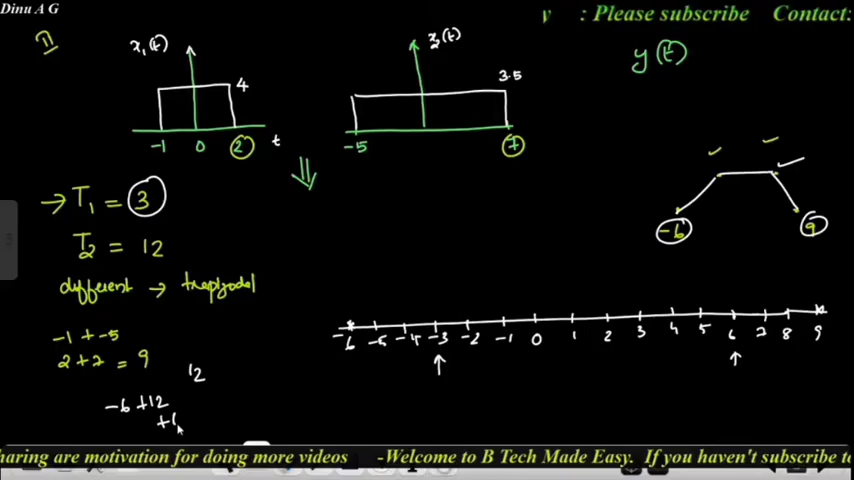 Dinu A G
y : Please subscribe Contact:
II
x₁(t)
4
-1 0 2 t
x₂(t)
3.5
-5 7
y(t)
→ T₁ = 3
T₂ = 12
different → trapzodel
-1 + -5
2+7 = 9
12
-6 +12
+6
-6 9
-6 -5 -4 -3 -2 -1 0 1 2 3 4 5 6 7 8 9
haring are motivation for doing more videos -Welcome to B Tech Made Easy. If you haven't subscribe to